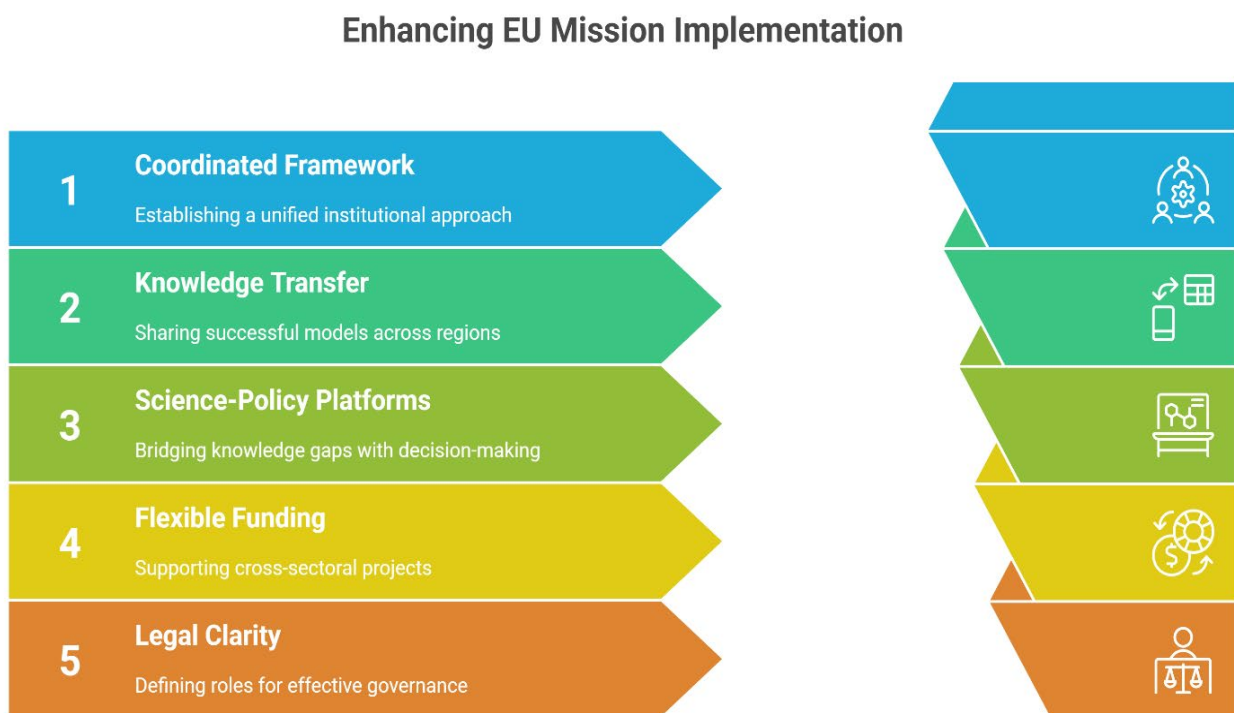 Enhancing EU Mission Implementation
1
Coordinated Framework
Establishing a unified institutional approach
2
Knowledge Transfer
Sharing successful models across regions
3
Science-Policy Platforms
Bridging knowledge gaps with decision-making
4
Flexible Funding
Supporting cross-sectoral projects
$
5
Legal Clarity
Defining roles for effective governance